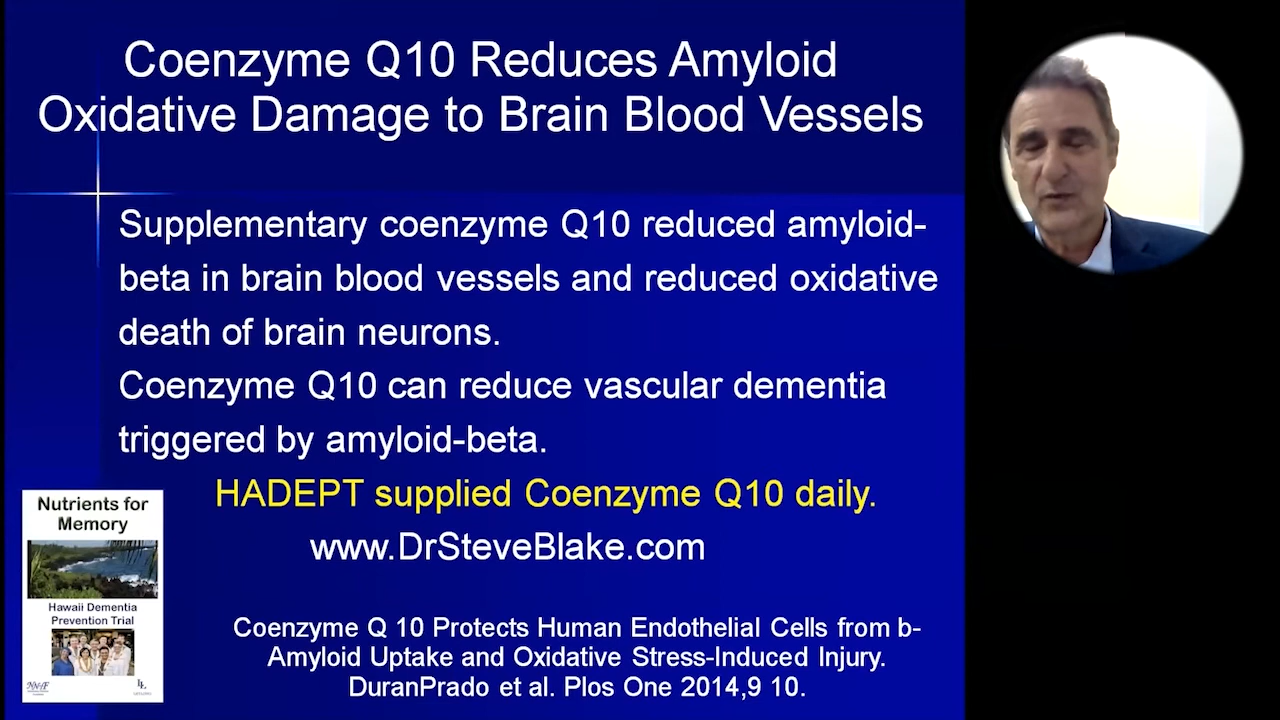 Coenzyme Q10 Reduces Amyloid
Oxidative Damage to Brain Blood Vessels
Supplementary coenzyme Q10 reduced amyloid-
beta in brain blood vessels and reduced oxidative
death of brain neurons.
Coenzyme Q10 can reduce vascular dementia
triggered by amyloid-beta.
HADEPT supplied Coenzyme Q10 daily.
www.DrSteveBlake.com
Nutrients for
Memory
Hawaii Dementia
Prevention Trial
Coenzyme Q 10 Protects Human Endothelial Cells from b-
Amyloid Uptake and Oxidative Stress-Induced Injury.
DuranPrado et al. Plos One 2014,9 10.